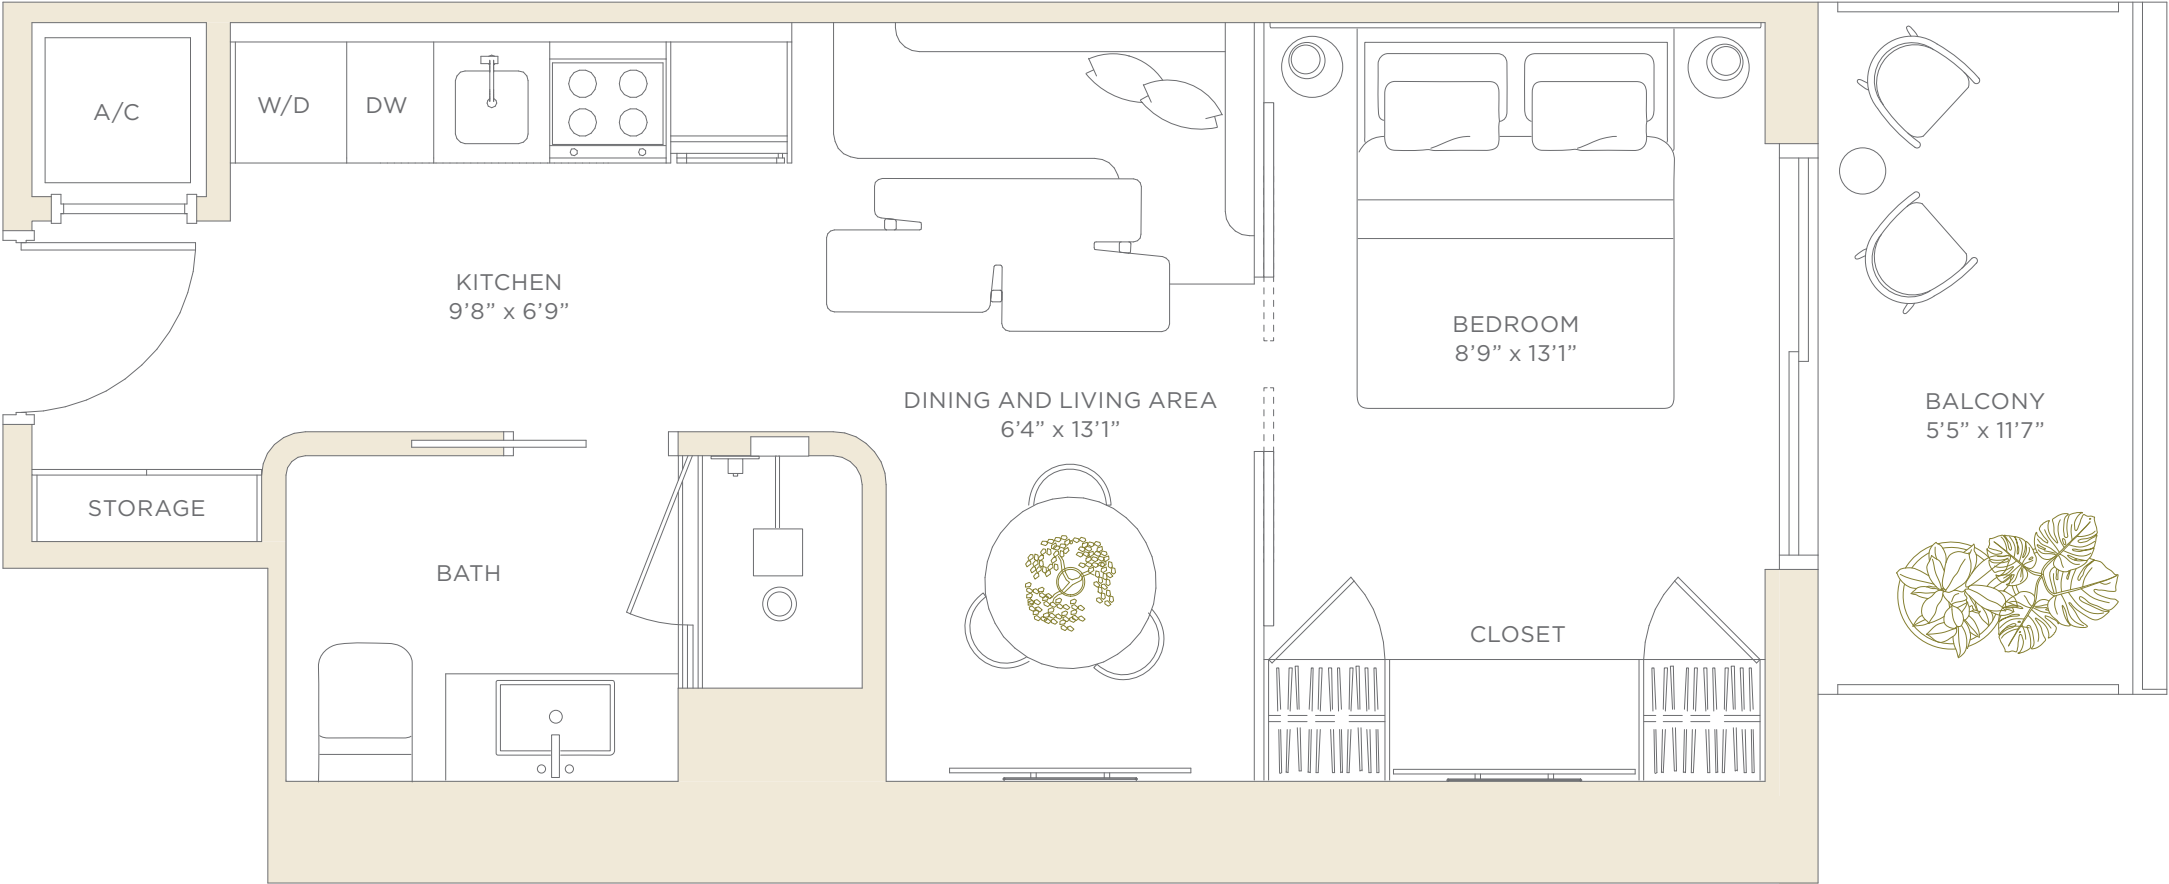 A/C
W/D
DW
KITCHEN
9’8” x 6’9”
BEDROOM
8’9” x 13’1”
DINING AND LIVING AREA
6’4” x 13’1”
BALCONY
5’5” x 11’7”
STORAGE
BATH
CLOSET